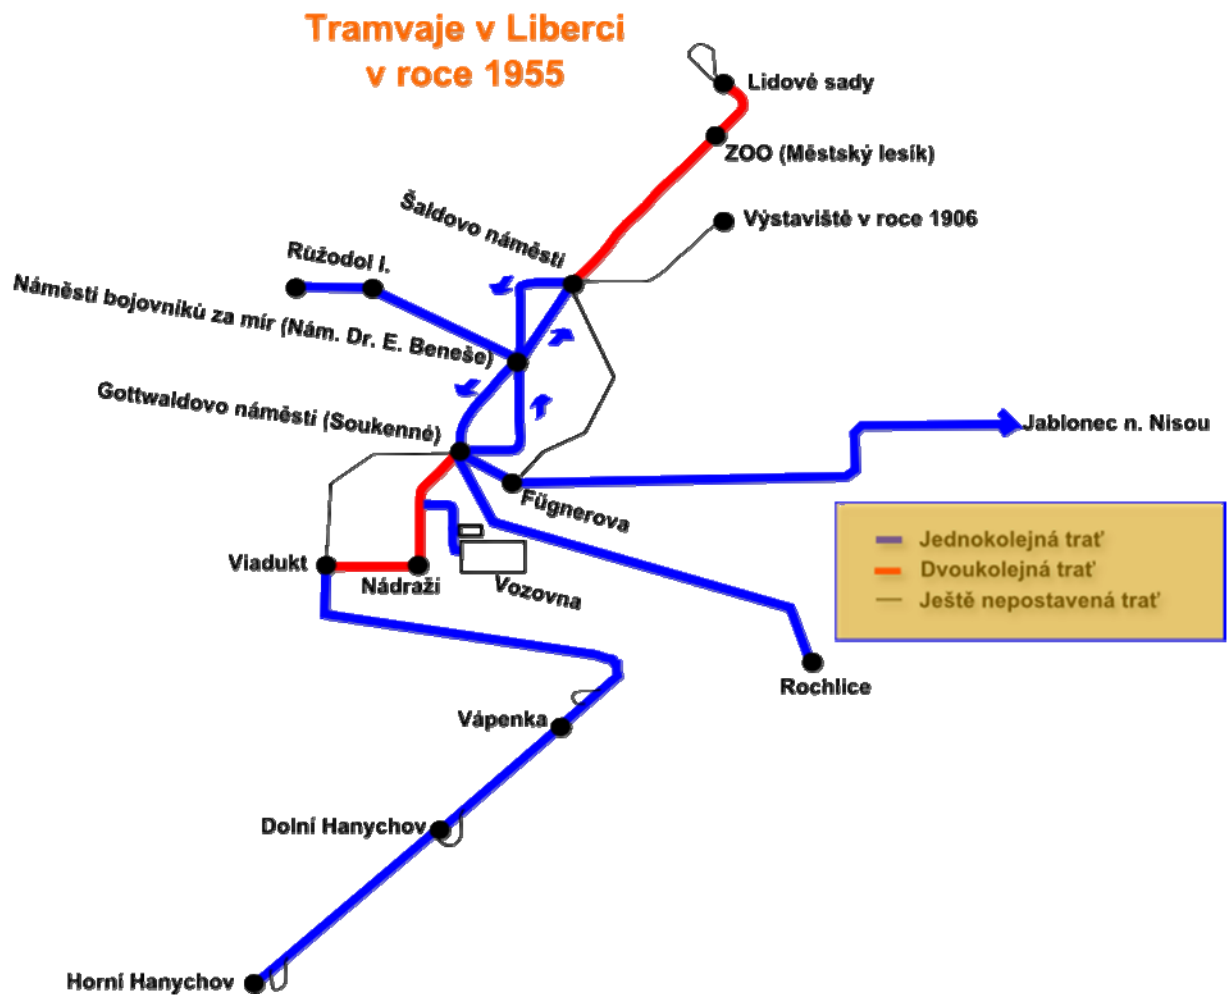 Tramvaje v Liberci
v roce 1955
Lidové sady
ZOO (Městský lesík)
Šaldovo náměstí
Výstaviště v roce 1906
Růžodol I.
Náměstí bojovníků za mír (Nám. Dr. E. Beneše)
Gottwaldovo náměstí (Soukenné)
Jablonec n. Nisou
Fügnerova
Jednokolejná trať
Viadukt
Nádraží
Vozovna
Dvoukolejná trať
Ještě nepostavená trať
Rochlice
Vápenka
Dolní Hanychov
Horní Hanychov